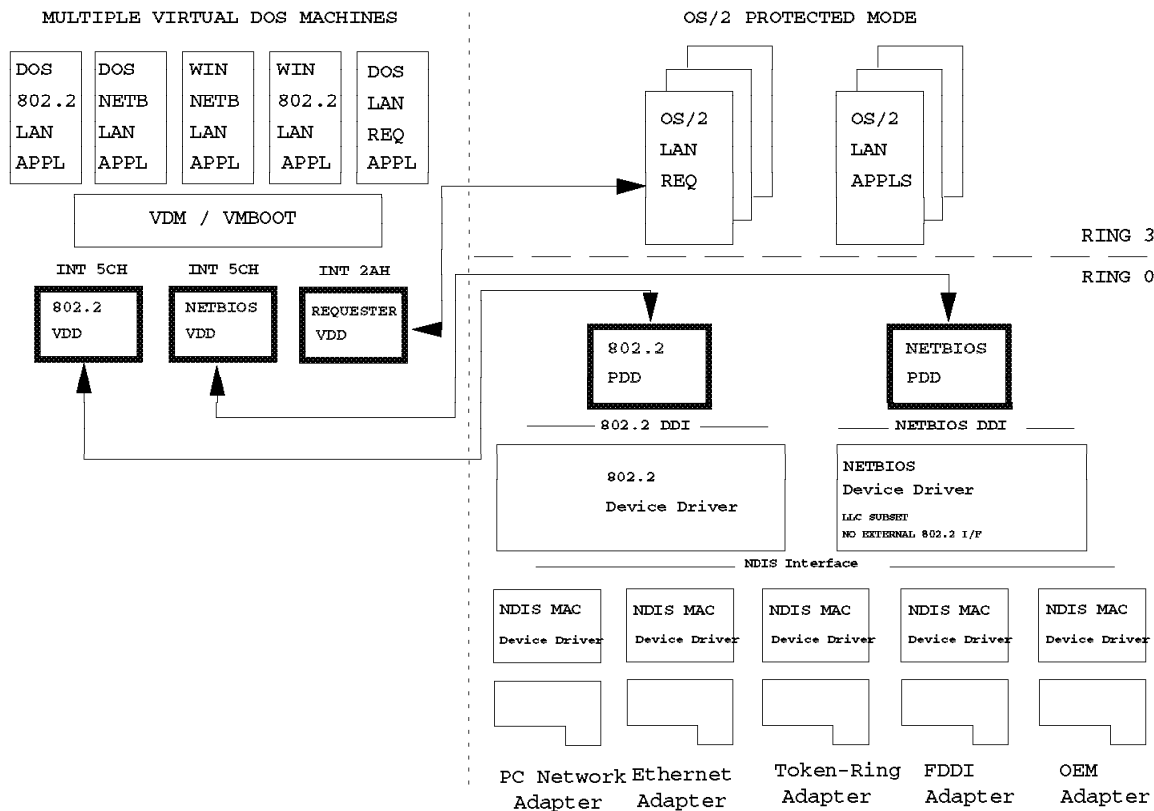 MULTIPLE VIRTUAL DOS MACHINES
OS/2 PROTECTED MODE
DOS
802.2
LAN
APPL
DOS
NETB
LAN
APPL
WIN
NETB
LAN
APPL
WIN
802.2
LAN
APPL
DOS
LAN
REQ
APPL
OS/2
LAN
REQ
OS/2
LAN
APPLS
VDM / VMBOOT
RING 3
RING 0
INT 5CH
INT 5CH
INT 2AH
802.2
VDD
NETBIOS
VDD
REQUESTER
VDD
802.2
PDD
NETBIOS
PDD
802.2 DDI
NETBIOS DDI
802.2
Device Driver
NETBIOS
Device Driver
LLC SUBSET
NO EXTERNAL 802.2 I/F
NDIS Interface
NDIS MAC
Device Driver
NDIS MAC
Device Driver
NDIS MAC
Device Driver
NDIS MAC
Device Driver
NDIS MAC
Device Driver
PC Network
Adapter
Ethernet
Adapter
Token-Ring
Adapter
FDDI
Adapter
OEM
Adapter